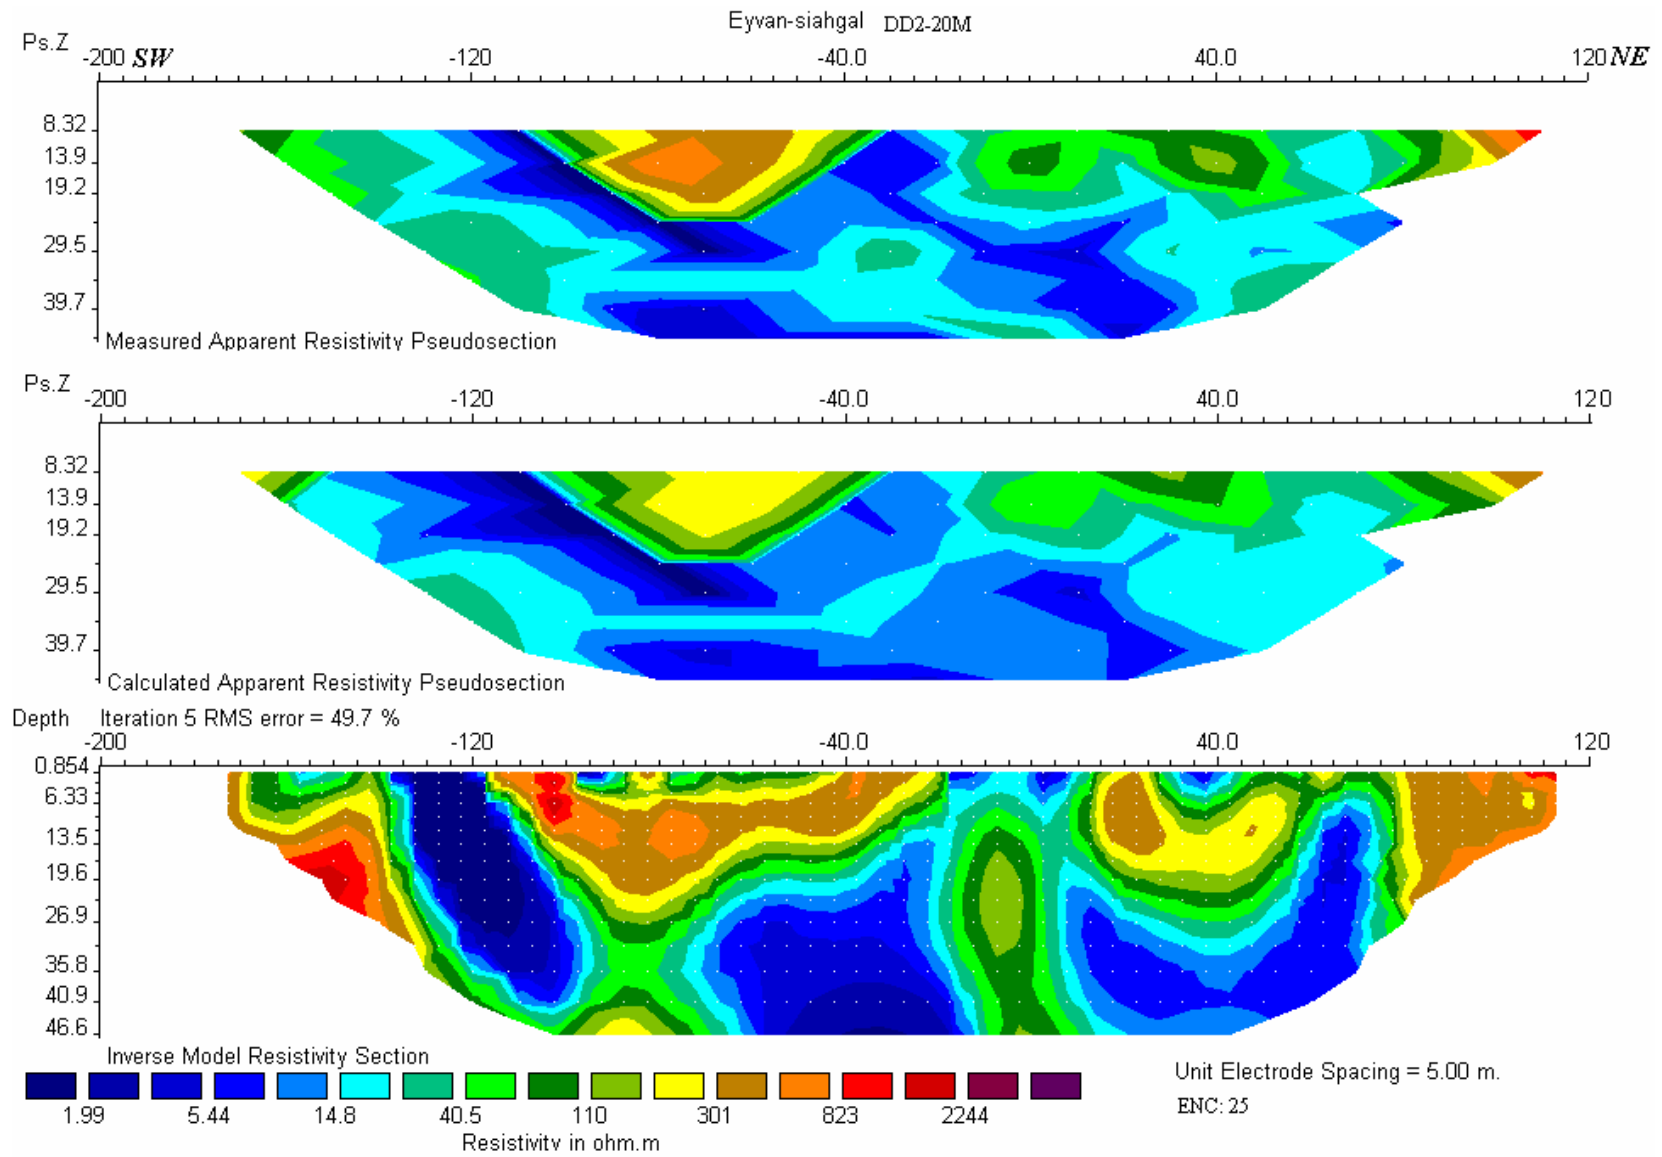 Eyvan-siahgal DD2-20M
Ps.Z
-200 SW -120 -40.0 40.0 120 NE
8.32
13.9
19.2
29.5
39.7
Measured Apparent Resistivity Pseudosection
Ps.Z
-200 -120 -40.0 40.0 120
8.32
13.9
19.2
29.5
39.7
Calculated Apparent Resistivity Pseudosection
Depth Iteration 5 RMS error = 49.7 %
-200 -120 -40.0 40.0 120
0.854
6.33
13.5
19.6
26.9
35.8
40.9
46.6
Inverse Model Resistivity Section
1.99 5.44 14.8 40.5 110 301 823 2244
Resistivity in ohm.m
Unit Electrode Spacing = 5.00 m.
ENC: 25